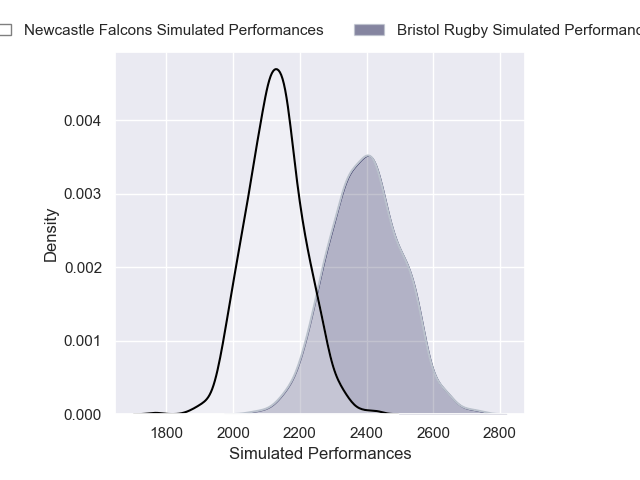 Newcastle Falcons Simulated Performances
Bristol Rugby Simulated
0.004
0.003
0.002
0.001
0.000
Density
1800 2000 2200 2400 2600 2800
Simulated Performances